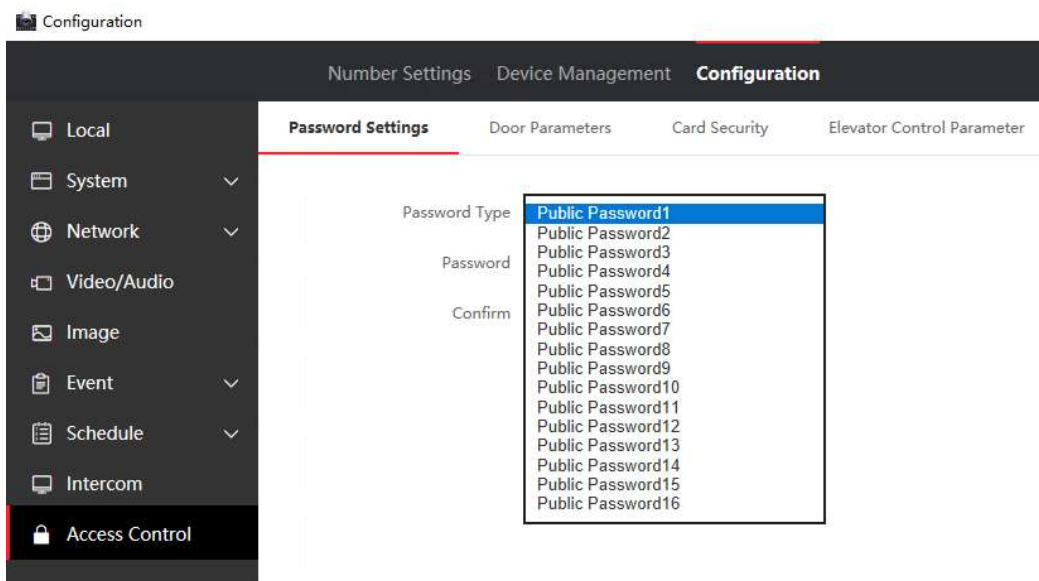 Configuration
Number Settings Device Management Configuration
Local
System
Network
Video/Audio
Image
Event
Schedule
Intercom
Access Control
Password Settings Door Parameters Card Security Elevator Control Parameter
Password Type
Password
Confirm
Public Password1
Public Password2
Public Password3
Public Password4
Public Password5
Public Password6
Public Password7
Public Password8
Public Password9
Public Password10
Public Password11
Public Password12
Public Password13
Public Password14
Public Password15
Public Password16